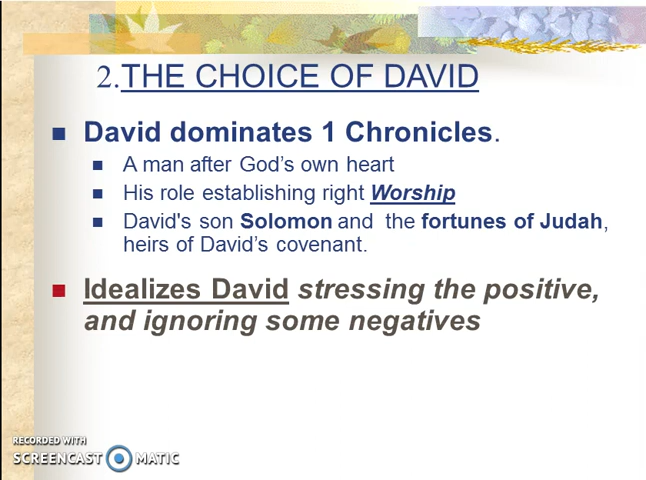 2.THE CHOICE OF DAVID
David dominates 1 Chronicles.
A man after God’s own heart
His role establishing right Worship
David's son Solomon and the fortunes of Judah,
heirs of David’s covenant.
Idealizes David stressing the positive,
and ignoring some negatives
RECORDED WITH
SCREENCAST MATIC